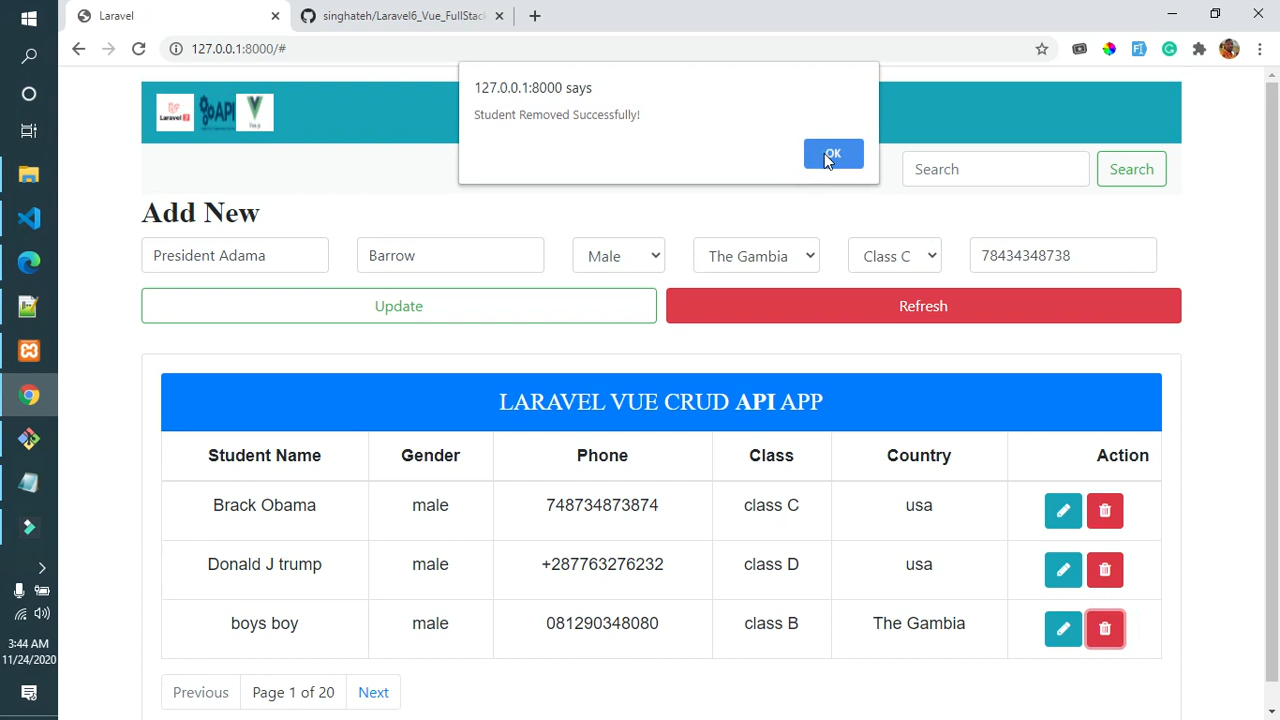 Laravel
singhateh/Laravel6_Vue_FullStack
127.0.0.1:8000/#
127.0.0.1:8000 says
Student Removed Successfully!
OK
API
Search
Search
Add New
President Adama
Barrow
Male
The Gambia
Class C
78434348738
Update
Refresh
LARAVEL VUE CRUD API APP
Student Name
Gender
Phone
Class
Country
Action
Brack Obama
male
748734873874
class C
usa
Donald J trump
male
+287763276232
class D
usa
boys boy
male
081290348080
class B
The Gambia
Previous
Page 1 of 20
Next
3:44 AM
11/24/2020